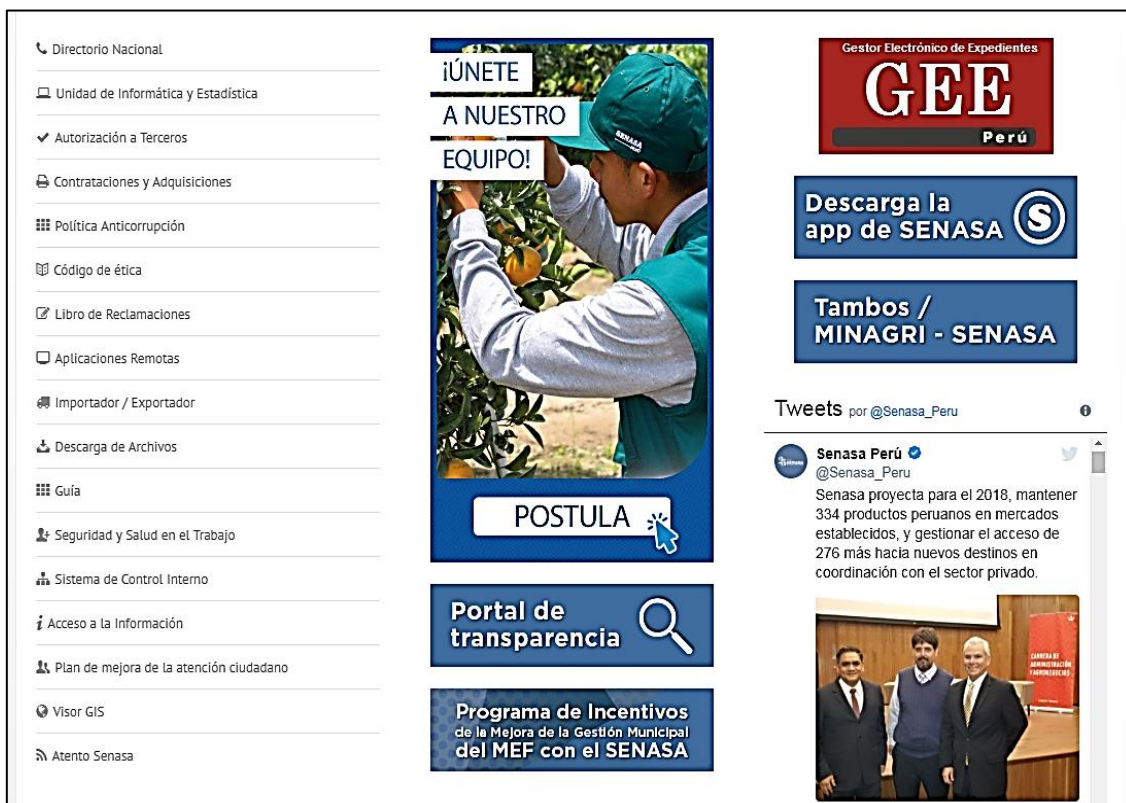 Directorio Nacional
Unidad de Informática y Estadística
Autorización a Terceros
Contrataciones y Adquisiciones
Política Anticorrupción
Código de ética
Libro de Reclamaciones
Aplicaciones Remotas
Importador / Exportador
Descarga de Archivos
Guía
Seguridad y Salud en el Trabajo
Sistema de Control Interno
Acceso a la Información
Plan de mejora de la atención ciudadano
Visor GIS
Atento Senasa
¡ÚNETE
A NUESTRO
EQUIPO!
SENASA
POSTULA
Portal de
transparencia
Programa de Incentivos
de la Mejora de la Gestión Municipal
del MEF con el SENASA
Gestor Electrónico de Expedientes
GEE
Perú
Descarga la
app de SENASA
S
Tambos /
MINAGRI - SENASA
Tweets por @Senasa_Peru
Senasa Perú
@Senasa_Peru
Senasa proyecta para el 2018, mantener
334 productos peruanos en mercados
establecidos, y gestionar el acceso de
276 más hacia nuevos destinos en
coordinación con el sector privado.
CARRERA DE
ADMINISTRACIÓN
Y AGRONEGOCIOS